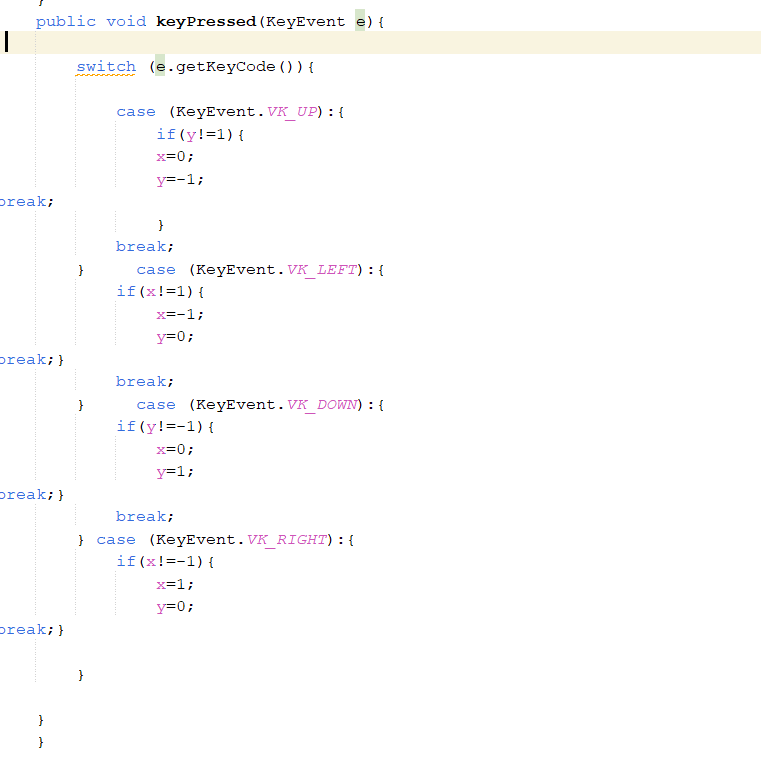 }
public void keyPressed(KeyEvent e){
switch (e.getKeyCode()){
case (KeyEvent.VK_UP):{
if(y!=1){
x=0;
y=-1;
break;
}
break;
} case (KeyEvent.VK_LEFT):{
if(x!=1){
x=-1;
y=0;
break;}
break;
} case (KeyEvent.VK_DOWN):{
if(y!=-1){
x=0;
y=1;
break;}
break;
} case (KeyEvent.VK_RIGHT):{
if(x!=-1){
x=1;
y=0;
break;}
}
}
}